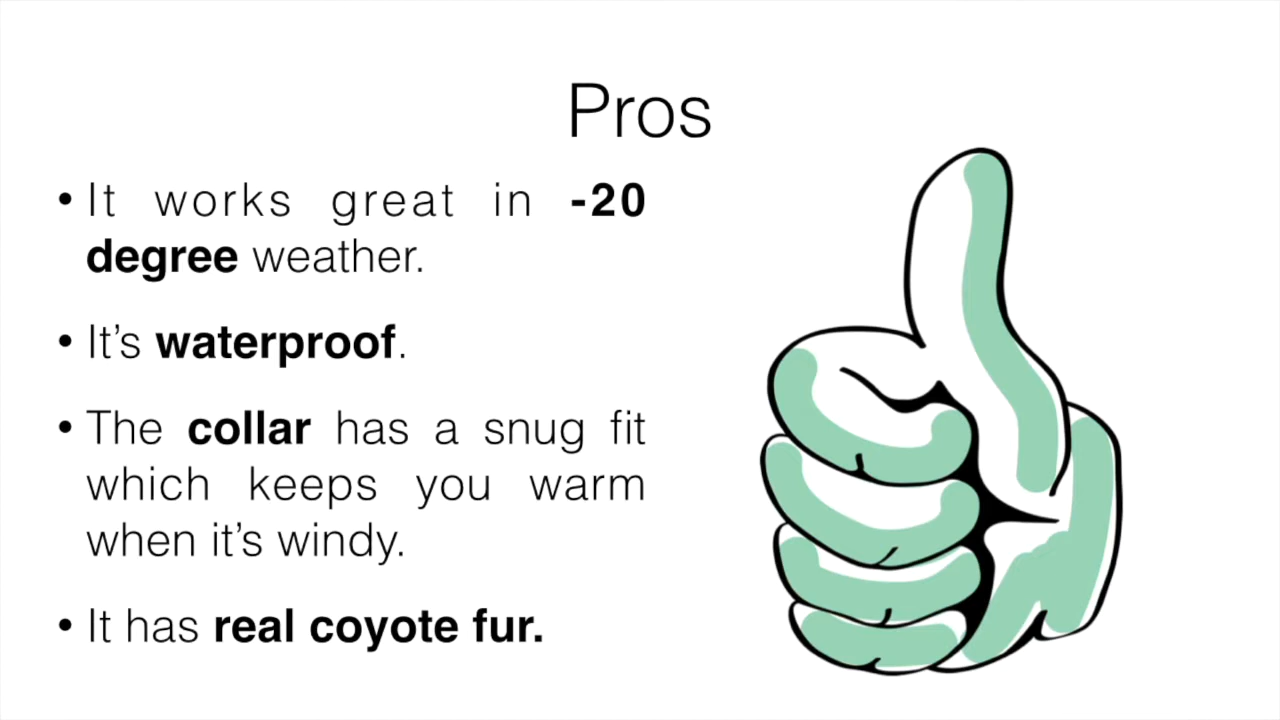 Pros
• It works great in -20
degree weather.
• It’s waterproof.
• The collar has a snug fit
which keeps you warm
when it’s windy.
• It has real coyote fur.